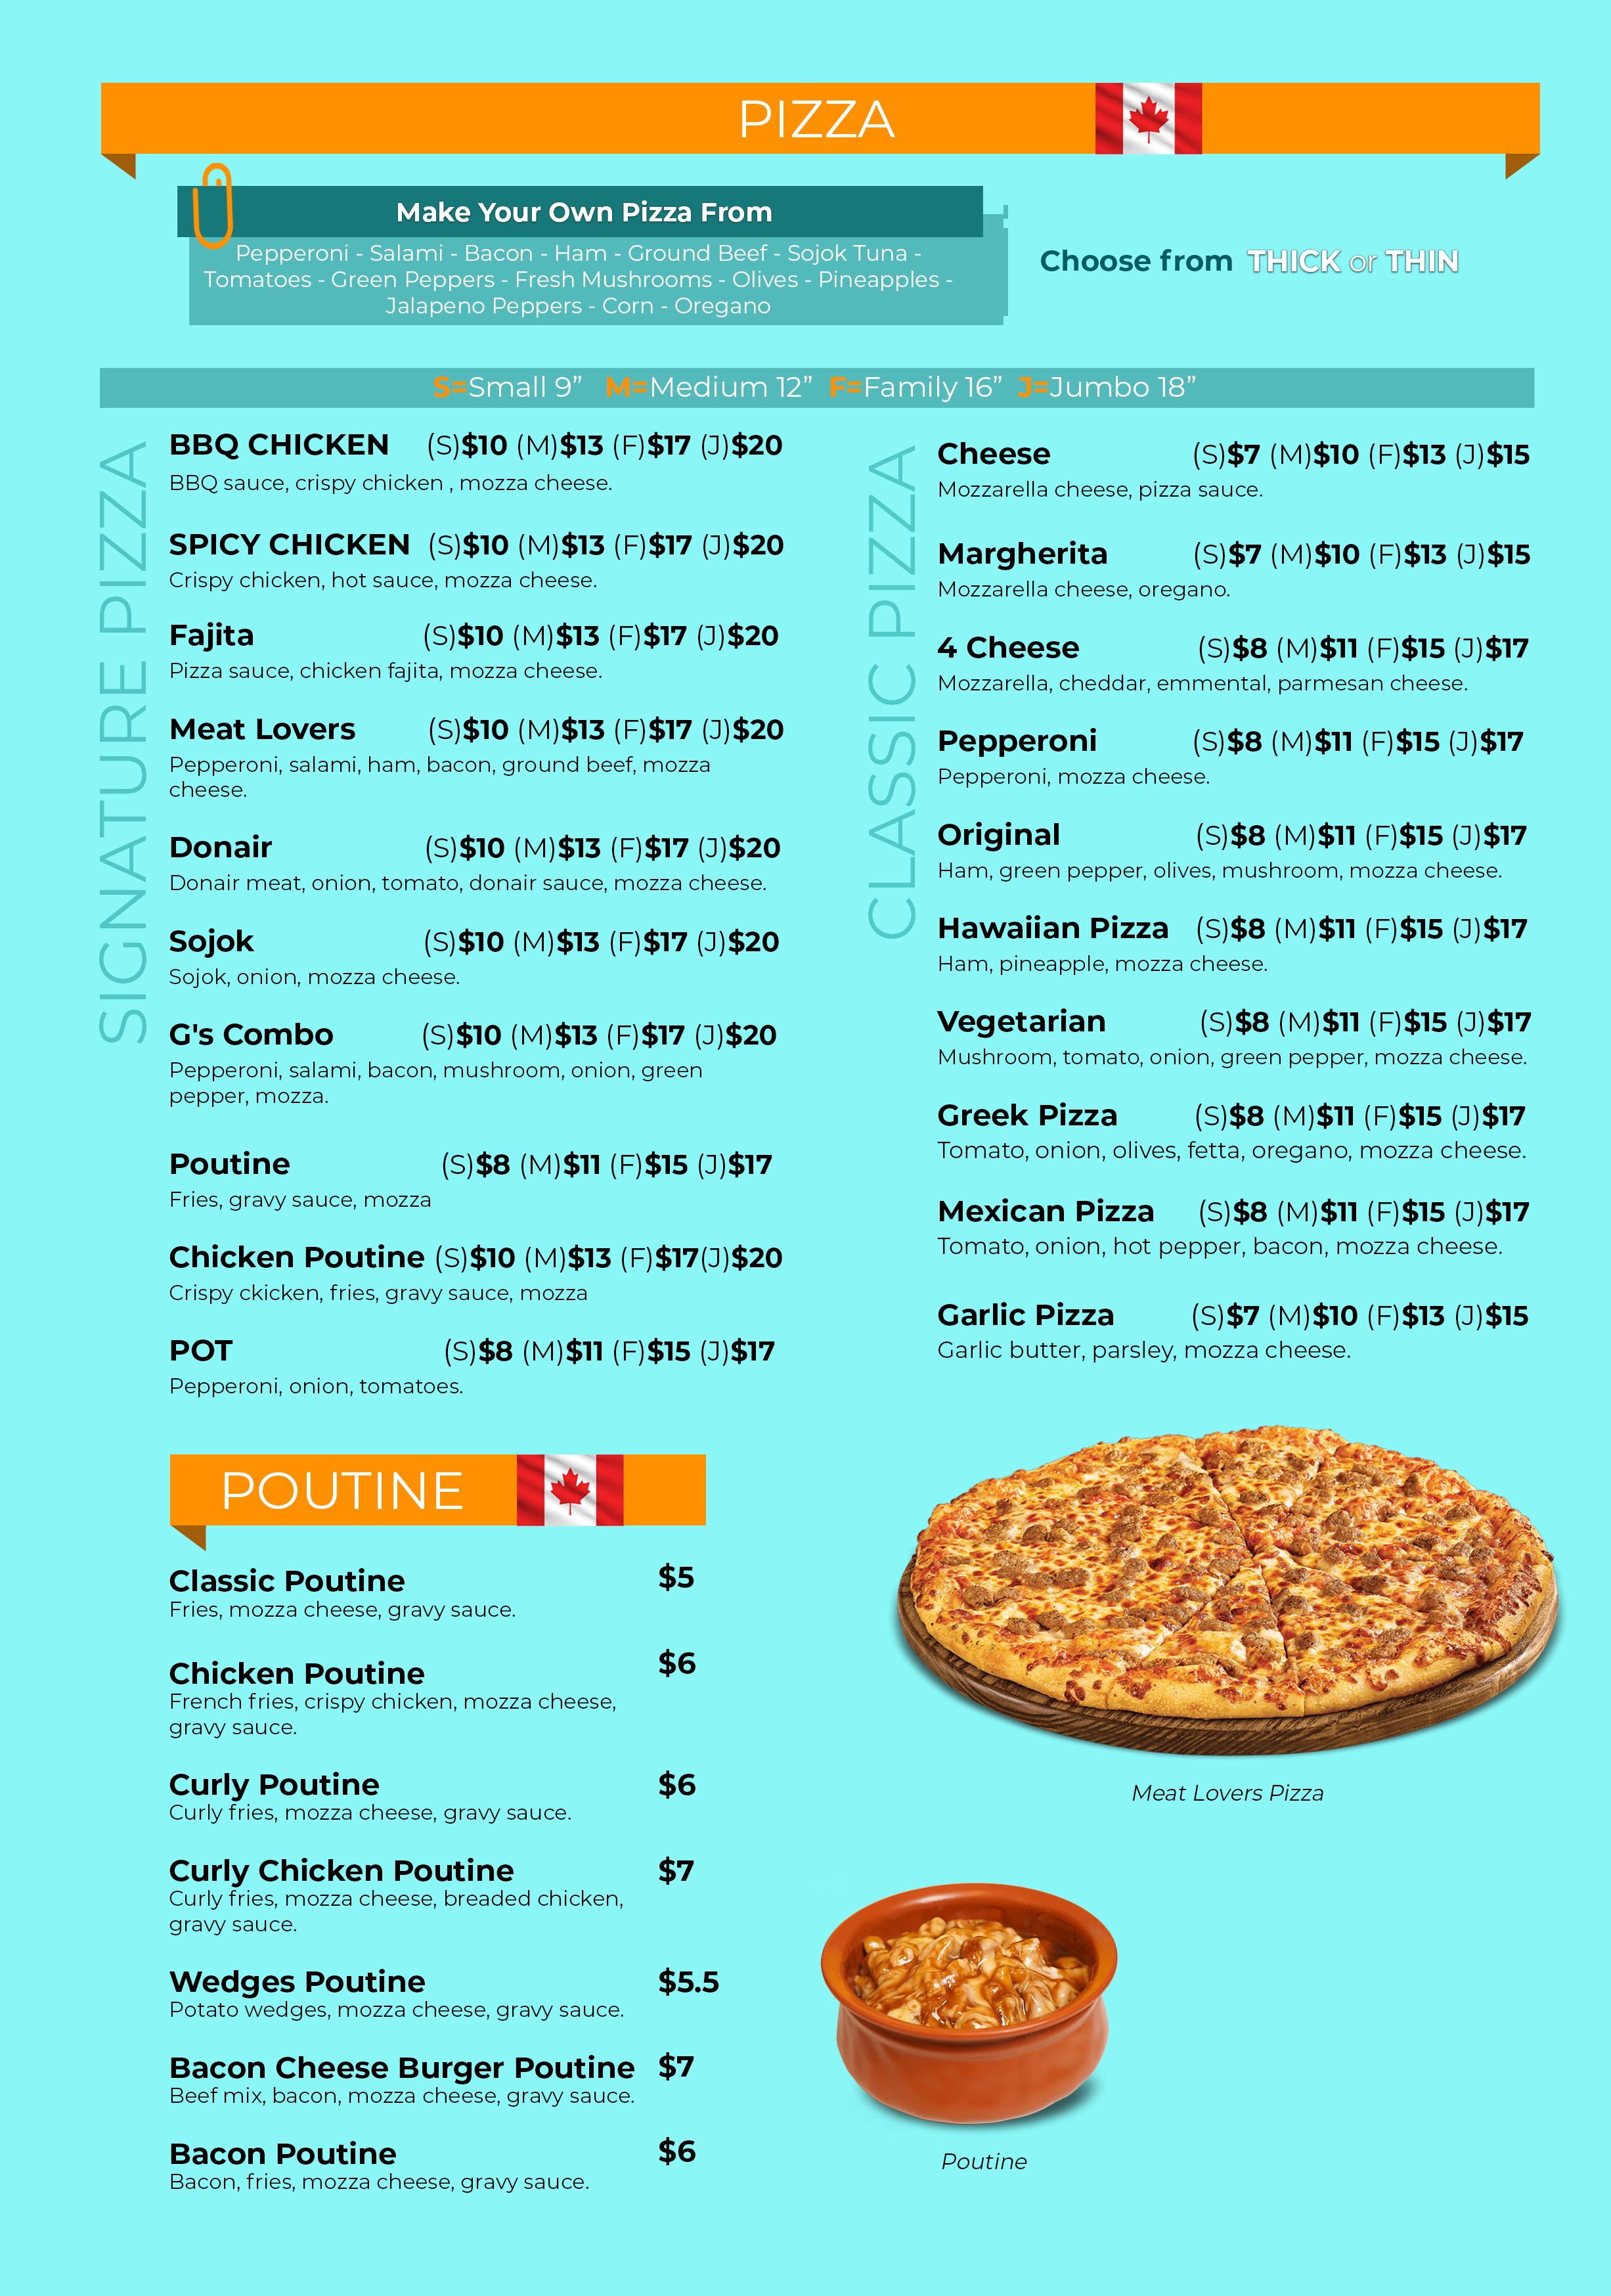 PIZZA
Make Your Own Pizza From
Pepperoni - Salami - Bacon - Ham - Ground Beef - Sojok Tuna -
Tomatoes - Green Peppers - Fresh Mushrooms - Olives - Pineapples -
Jalapeno Peppers - Corn - Oregano
Choose from THICK or THIN
S=Small 9” M=Medium 12” F=Family 16” J=Jumbo 18”
SIGNATURE PIZZA
BBQ CHICKEN (S)$10 (M)$13 (F)$17 (J)$20
BBQ sauce, crispy chicken , mozza cheese.
SPICY CHICKEN (S)$10 (M)$13 (F)$17 (J)$20
Crispy chicken, hot sauce, mozza cheese.
Fajita (S)$10 (M)$13 (F)$17 (J)$20
Pizza sauce, chicken fajita, mozza cheese.
Meat Lovers (S)$10 (M)$13 (F)$17 (J)$20
Pepperoni, salami, ham, bacon, ground beef, mozza
cheese.
Donair (S)$10 (M)$13 (F)$17 (J)$20
Donair meat, onion, tomato, donair sauce, mozza cheese.
Sojok (S)$10 (M)$13 (F)$17 (J)$20
Sojok, onion, mozza cheese.
G's Combo (S)$10 (M)$13 (F)$17 (J)$20
Pepperoni, salami, bacon, mushroom, onion, green
pepper, mozza.
Poutine (S)$8 (M)$11 (F)$15 (J)$17
Fries, gravy sauce, mozza
Chicken Poutine (S)$10 (M)$13 (F)$17(J)$20
Crispy ckicken, fries, gravy sauce, mozza
POT (S)$8 (M)$11 (F)$15 (J)$17
Pepperoni, onion, tomatoes.
CLASSIC PIZZA
Cheese (S)$7 (M)$10 (F)$13 (J)$15
Mozzarella cheese, pizza sauce.
Margherita (S)$7 (M)$10 (F)$13 (J)$15
Mozzarella cheese, oregano.
4 Cheese (S)$8 (M)$11 (F)$15 (J)$17
Mozzarella, cheddar, emmental, parmesan cheese.
Pepperoni (S)$8 (M)$11 (F)$15 (J)$17
Pepperoni, mozza cheese.
Original (S)$8 (M)$11 (F)$15 (J)$17
Ham, green pepper, olives, mushroom, mozza cheese.
Hawaiian Pizza (S)$8 (M)$11 (F)$15 (J)$17
Ham, pineapple, mozza cheese.
Vegetarian (S)$8 (M)$11 (F)$15 (J)$17
Mushroom, tomato, onion, green pepper, mozza cheese.
Greek Pizza (S)$8 (M)$11 (F)$15 (J)$17
Tomato, onion, olives, fetta, oregano, mozza cheese.
Mexican Pizza (S)$8 (M)$11 (F)$15 (J)$17
Tomato, onion, hot pepper, bacon, mozza cheese.
Garlic Pizza (S)$7 (M)$10 (F)$13 (J)$15
Garlic butter, parsley, mozza cheese.
POUTINE
Classic Poutine $5
Fries, mozza cheese, gravy sauce.
Chicken Poutine $6
French fries, crispy chicken, mozza cheese,
gravy sauce.
Curly Poutine $6
Curly fries, mozza cheese, gravy sauce.
Curly Chicken Poutine $7
Curly fries, mozza cheese, breaded chicken,
gravy sauce.
Wedges Poutine $5.5
Potato wedges, mozza cheese, gravy sauce.
Bacon Cheese Burger Poutine $7
Beef mix, bacon, mozza cheese, gravy sauce.
Bacon Poutine $6
Bacon, fries, mozza cheese, gravy sauce.
Meat Lovers Pizza
Poutine